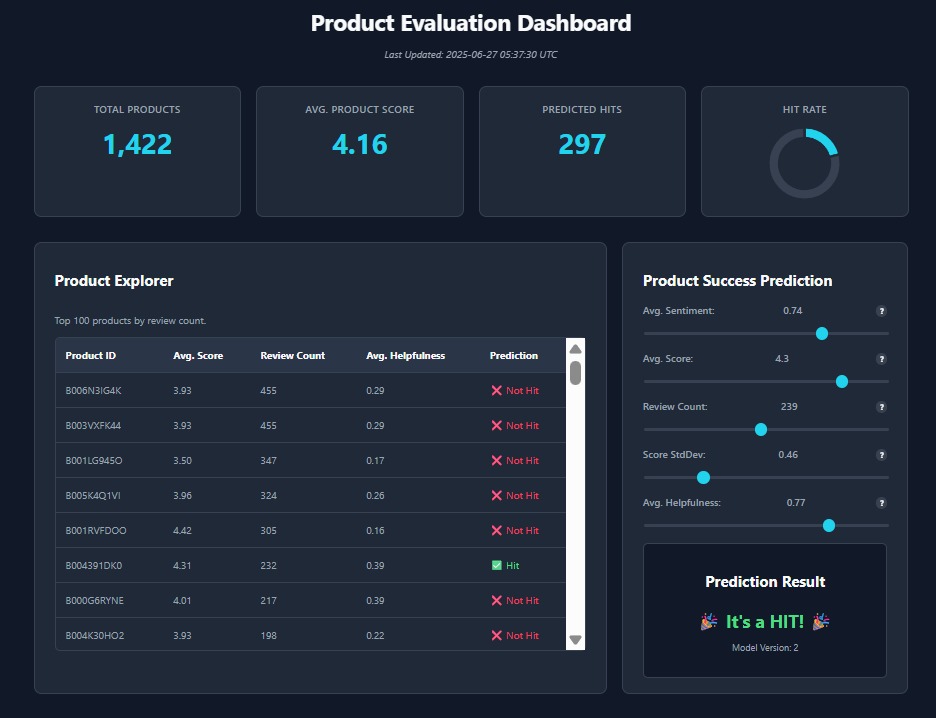 Product Evaluation Dashboard
Last Updated: 2025-06-27 05:37:30 UTC
TOTAL PRODUCTS
1,422
AVG. PRODUCT SCORE
4.16
PREDICTED HITS
297
HIT RATE
Product Explorer
Top 100 products by review count.
Product ID Avg. Score Review Count Avg. Helpfulness Prediction
B006N3IG4K 3.93 455 0.29 ❌ Not Hit
B003VXFK44 3.93 455 0.29 ❌ Not Hit
B001LG945O 3.50 347 0.17 ❌ Not Hit
B005K4Q1VI 3.96 324 0.26 ❌ Not Hit
B001RVFDOO 4.42 305 0.16 ❌ Not Hit
B004391DK0 4.31 232 0.39 ✅ Hit
B000G6RYNE 4.01 217 0.39 ❌ Not Hit
B004K30HO2 3.93 198 0.22 ❌ Not Hit
Product Success Prediction
Avg. Sentiment: 0.74 ?
Avg. Score: 4.3 ?
Review Count: 239 ?
Score StdDev: 0.46 ?
Avg. Helpfulness: 0.77 ?
Prediction Result
🎉 It's a HIT! 🎉
Model Version: 2